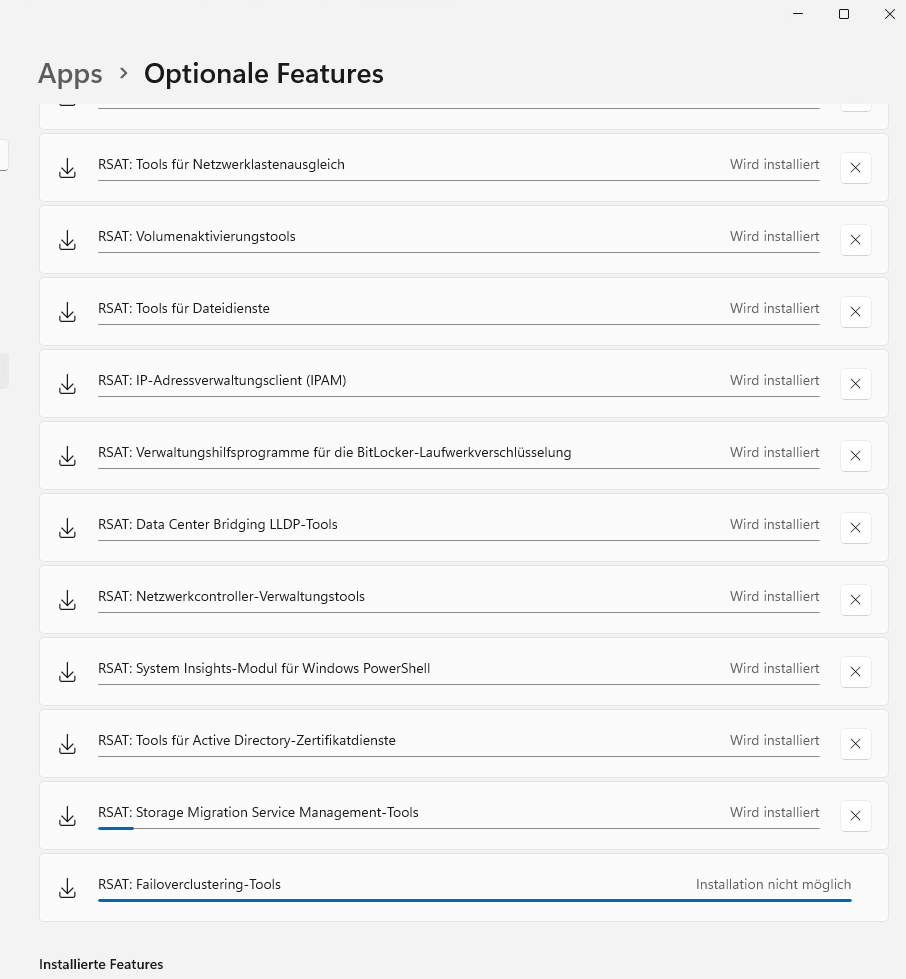 Apps > Optionale Features
RSAT: Tools für Netzwerklastenausgleich Wird installiert
RSAT: Volumenaktivierungstools Wird installiert
RSAT: Tools für Dateidienste Wird installiert
RSAT: IP-Adressverwaltungsclient (IPAM) Wird installiert
RSAT: Verwaltungshilfsprogramme für die BitLocker-Laufwerkverschlüsselung Wird installiert
RSAT: Data Center Bridging LLDP-Tools Wird installiert
RSAT: Netzwerkcontroller-Verwaltungstools Wird installiert
RSAT: System Insights-Modul für Windows PowerShell Wird installiert
RSAT: Tools für Active Directory-Zertifikatdienste Wird installiert
RSAT: Storage Migration Service Management-Tools Wird installiert
RSAT: Failoverclustering-Tools Installation nicht möglich
Installierte Features